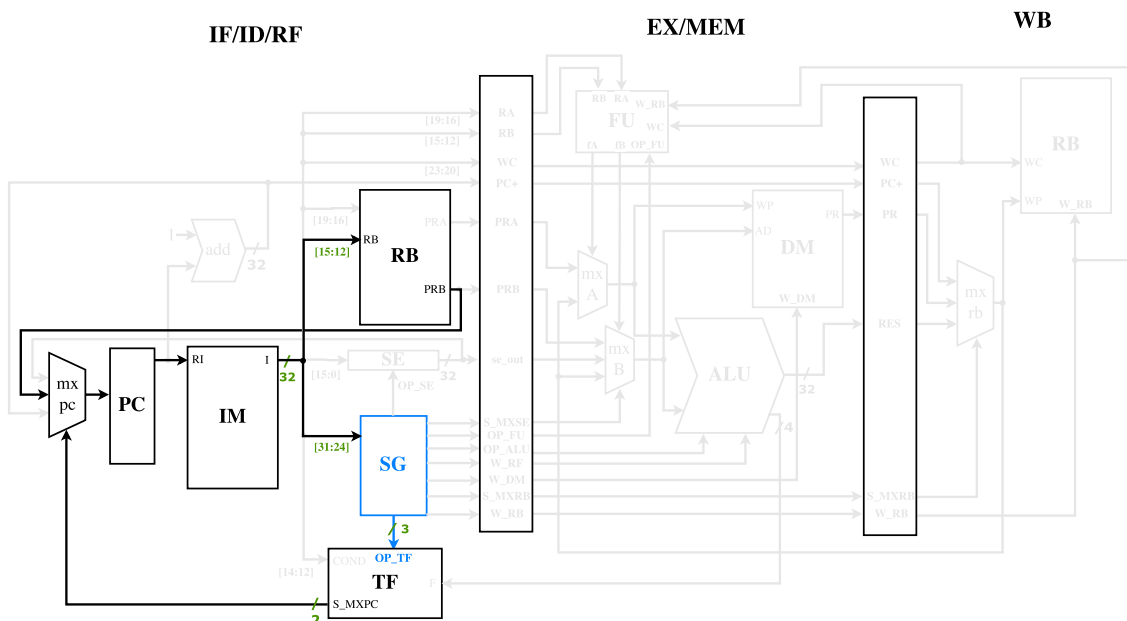 IF/ID/RF
EX/MEM
WB
[19:16]
[15:12]
[23:20]
[19:16]
1
add
32
RB
[15:12]
PRA
RB
PRB
RI
I
32
[15:0]
SE
32
OP_SE
mx
pc
PC
IM
[31:24]
SG
3
[14:12]
COND
OP_TF
TF
F
S_MXPC
2
RA
RB
WC
PC+
PRA
PRB
se_out
S_MXSE
OP_FU
OP_ALU
W_RF
W_DM
S_MXRB
W_RB
RB
RA
W_RB
FU
WC
fA
fB
OP_FU
mx
A
mx
B
WP
PR
AD
DM
W_DM
ALU
32
4
WC
PC+
PR
RES
S_MXRB
W_RB
mx
rb
RB
WC
WP
W_RB